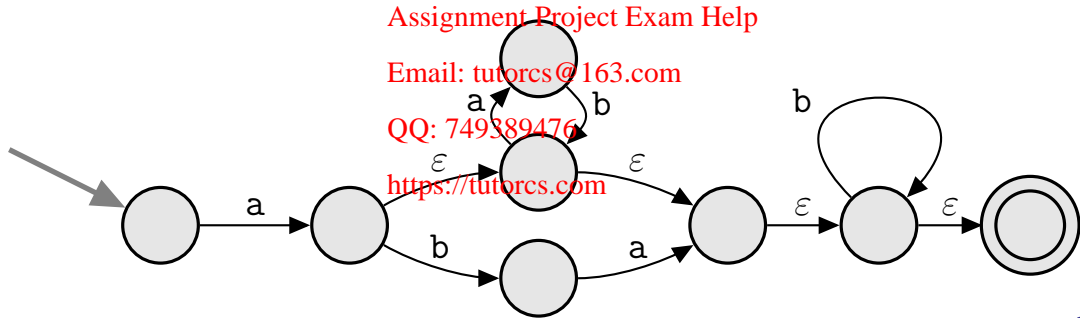 Assignment Project Exam Help
Email: tutorcs@163.com
a
b
b
QQ: 749389476
ε
ε
https://tutorcs.com
a
ε
ε
b
a